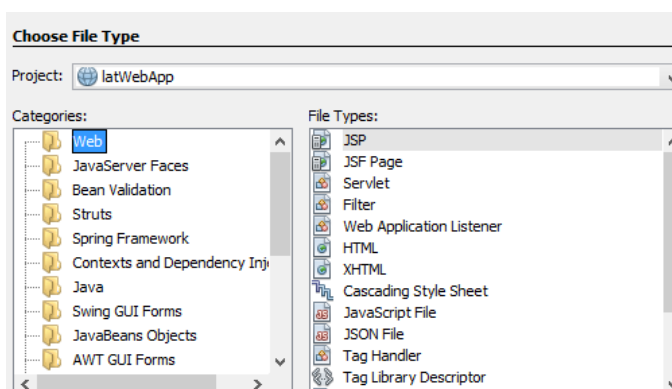 Choose File Type
Project: latWebApp
Categories:
Web
JavaServer Faces
Bean Validation
Struts
Spring Framework
Contexts and Dependency Inj
Java
Swing GUI Forms
JavaBeans Objects
AWT GUI Forms
File Types:
JSP
JSF Page
Servlet
Filter
Web Application Listener
HTML
XHTML
Cascading Style Sheet
JavaScript File
JSON File
Tag Handler
Tag Library Descriptor